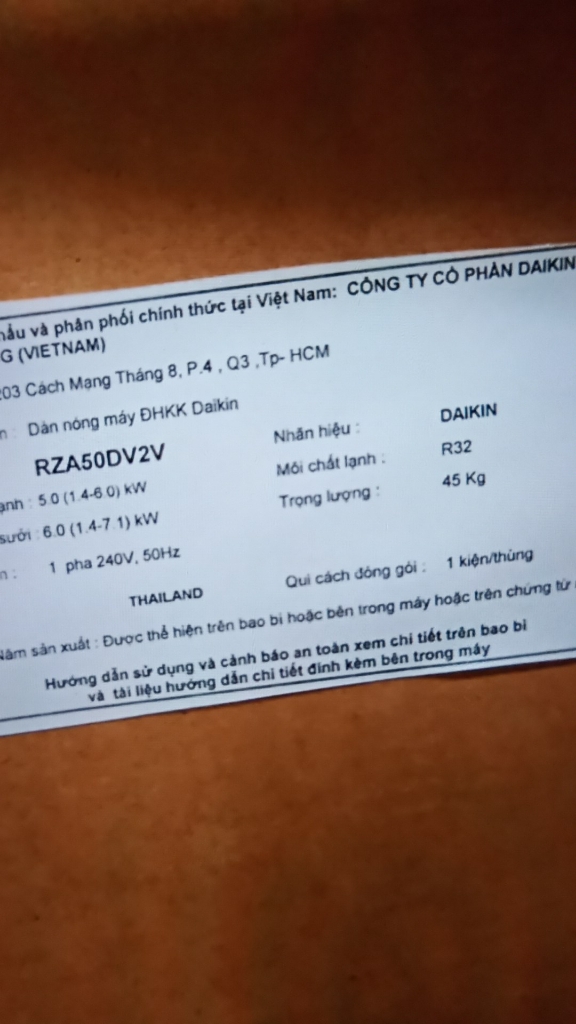 hẩu và phân phối chính thức tại Việt Nam: CÔNG TY CỔ PHẦN DAIKIN
G (VIETNAM)
203 Cách Mạng Tháng 8, P.4 , Q3 ,Tp- HCM
n : Dàn nóng máy ĐHKK Daikin
RZA50DV2V
Nhãn hiệu : DAIKIN
ạnh : 5.0 (1.4-6.0) kW
Môi chất lạnh : R32
sưởi : 6.0 (1.4-7.1) kW
Trọng lượng : 45 Kg
n : 1 pha 240V, 50Hz
THAILAND
Qui cách đóng gói : 1 kiện/thùng
Năm sản xuất : Được thể hiện trên bao bì hoặc bên trong máy hoặc trên chứng từ
Hướng dẫn sử dụng và cảnh báo an toàn xem chi tiết trên bao bì
và tài liệu hướng dẫn chi tiết đính kèm bên trong máy